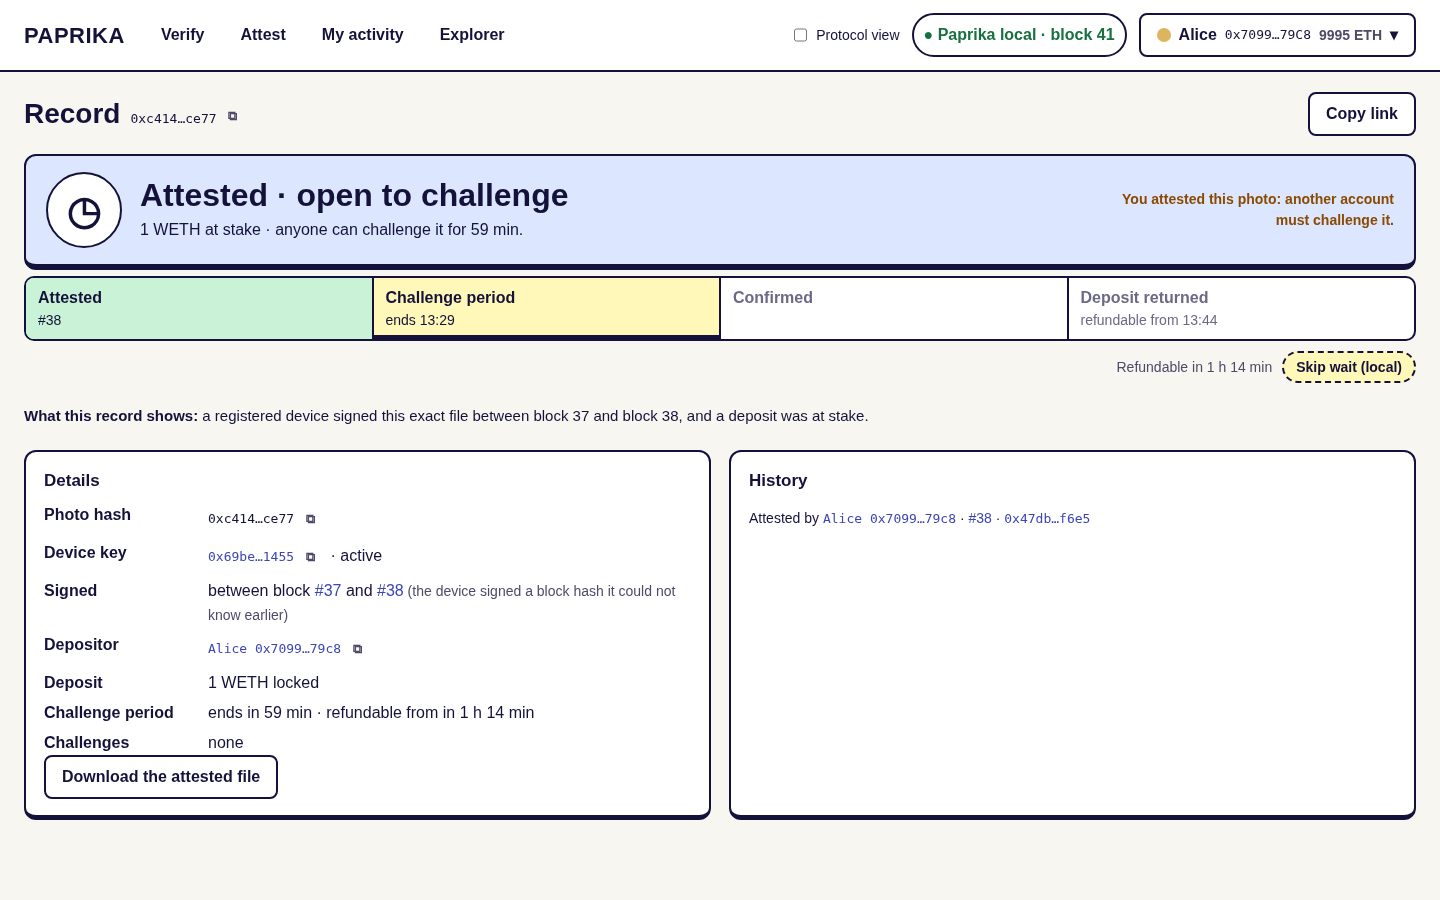 PAPRIKA Verify Attest My activity Explorer Protocol view ● Paprika local · block 41 Alice 0x7099…79C8 9995 ETH ▼
Record 0xc414…ce77 ⧉ Copy link
Attested · open to challenge
1 WETH at stake · anyone can challenge it for 59 min.
You attested this photo: another account
must challenge it.
Attested Challenge period Confirmed Deposit returned
#38 ends 13:29 refundable from 13:44
Refundable in 1 h 14 min Skip wait (local)
What this record shows: a registered device signed this exact file between block 37 and block 38, and a deposit was at stake.
Details
Photo hash 0xc414…ce77 ⧉
Device key 0x69be…1455 ⧉ · active
Signed between block #37 and #38 (the device signed a block hash it could not
know earlier)
Depositor Alice 0x7099…79c8 ⧉
Deposit 1 WETH locked
Challenge period ends in 59 min · refundable from in 1 h 14 min
Challenges none
Download the attested file
History
Attested by Alice 0x7099…79c8 · #38 · 0x47db…f6e5